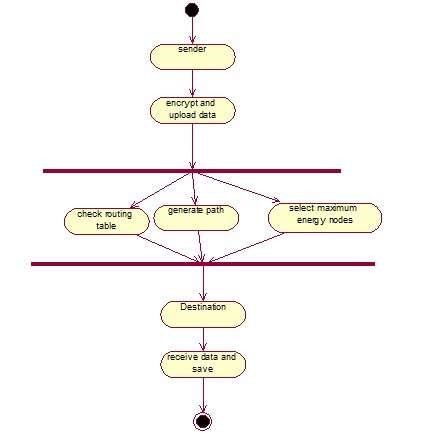 sender
encrypt and
upload data
check routing
table
generate path
select maximum
energy nodes
Destination
receive data and
save